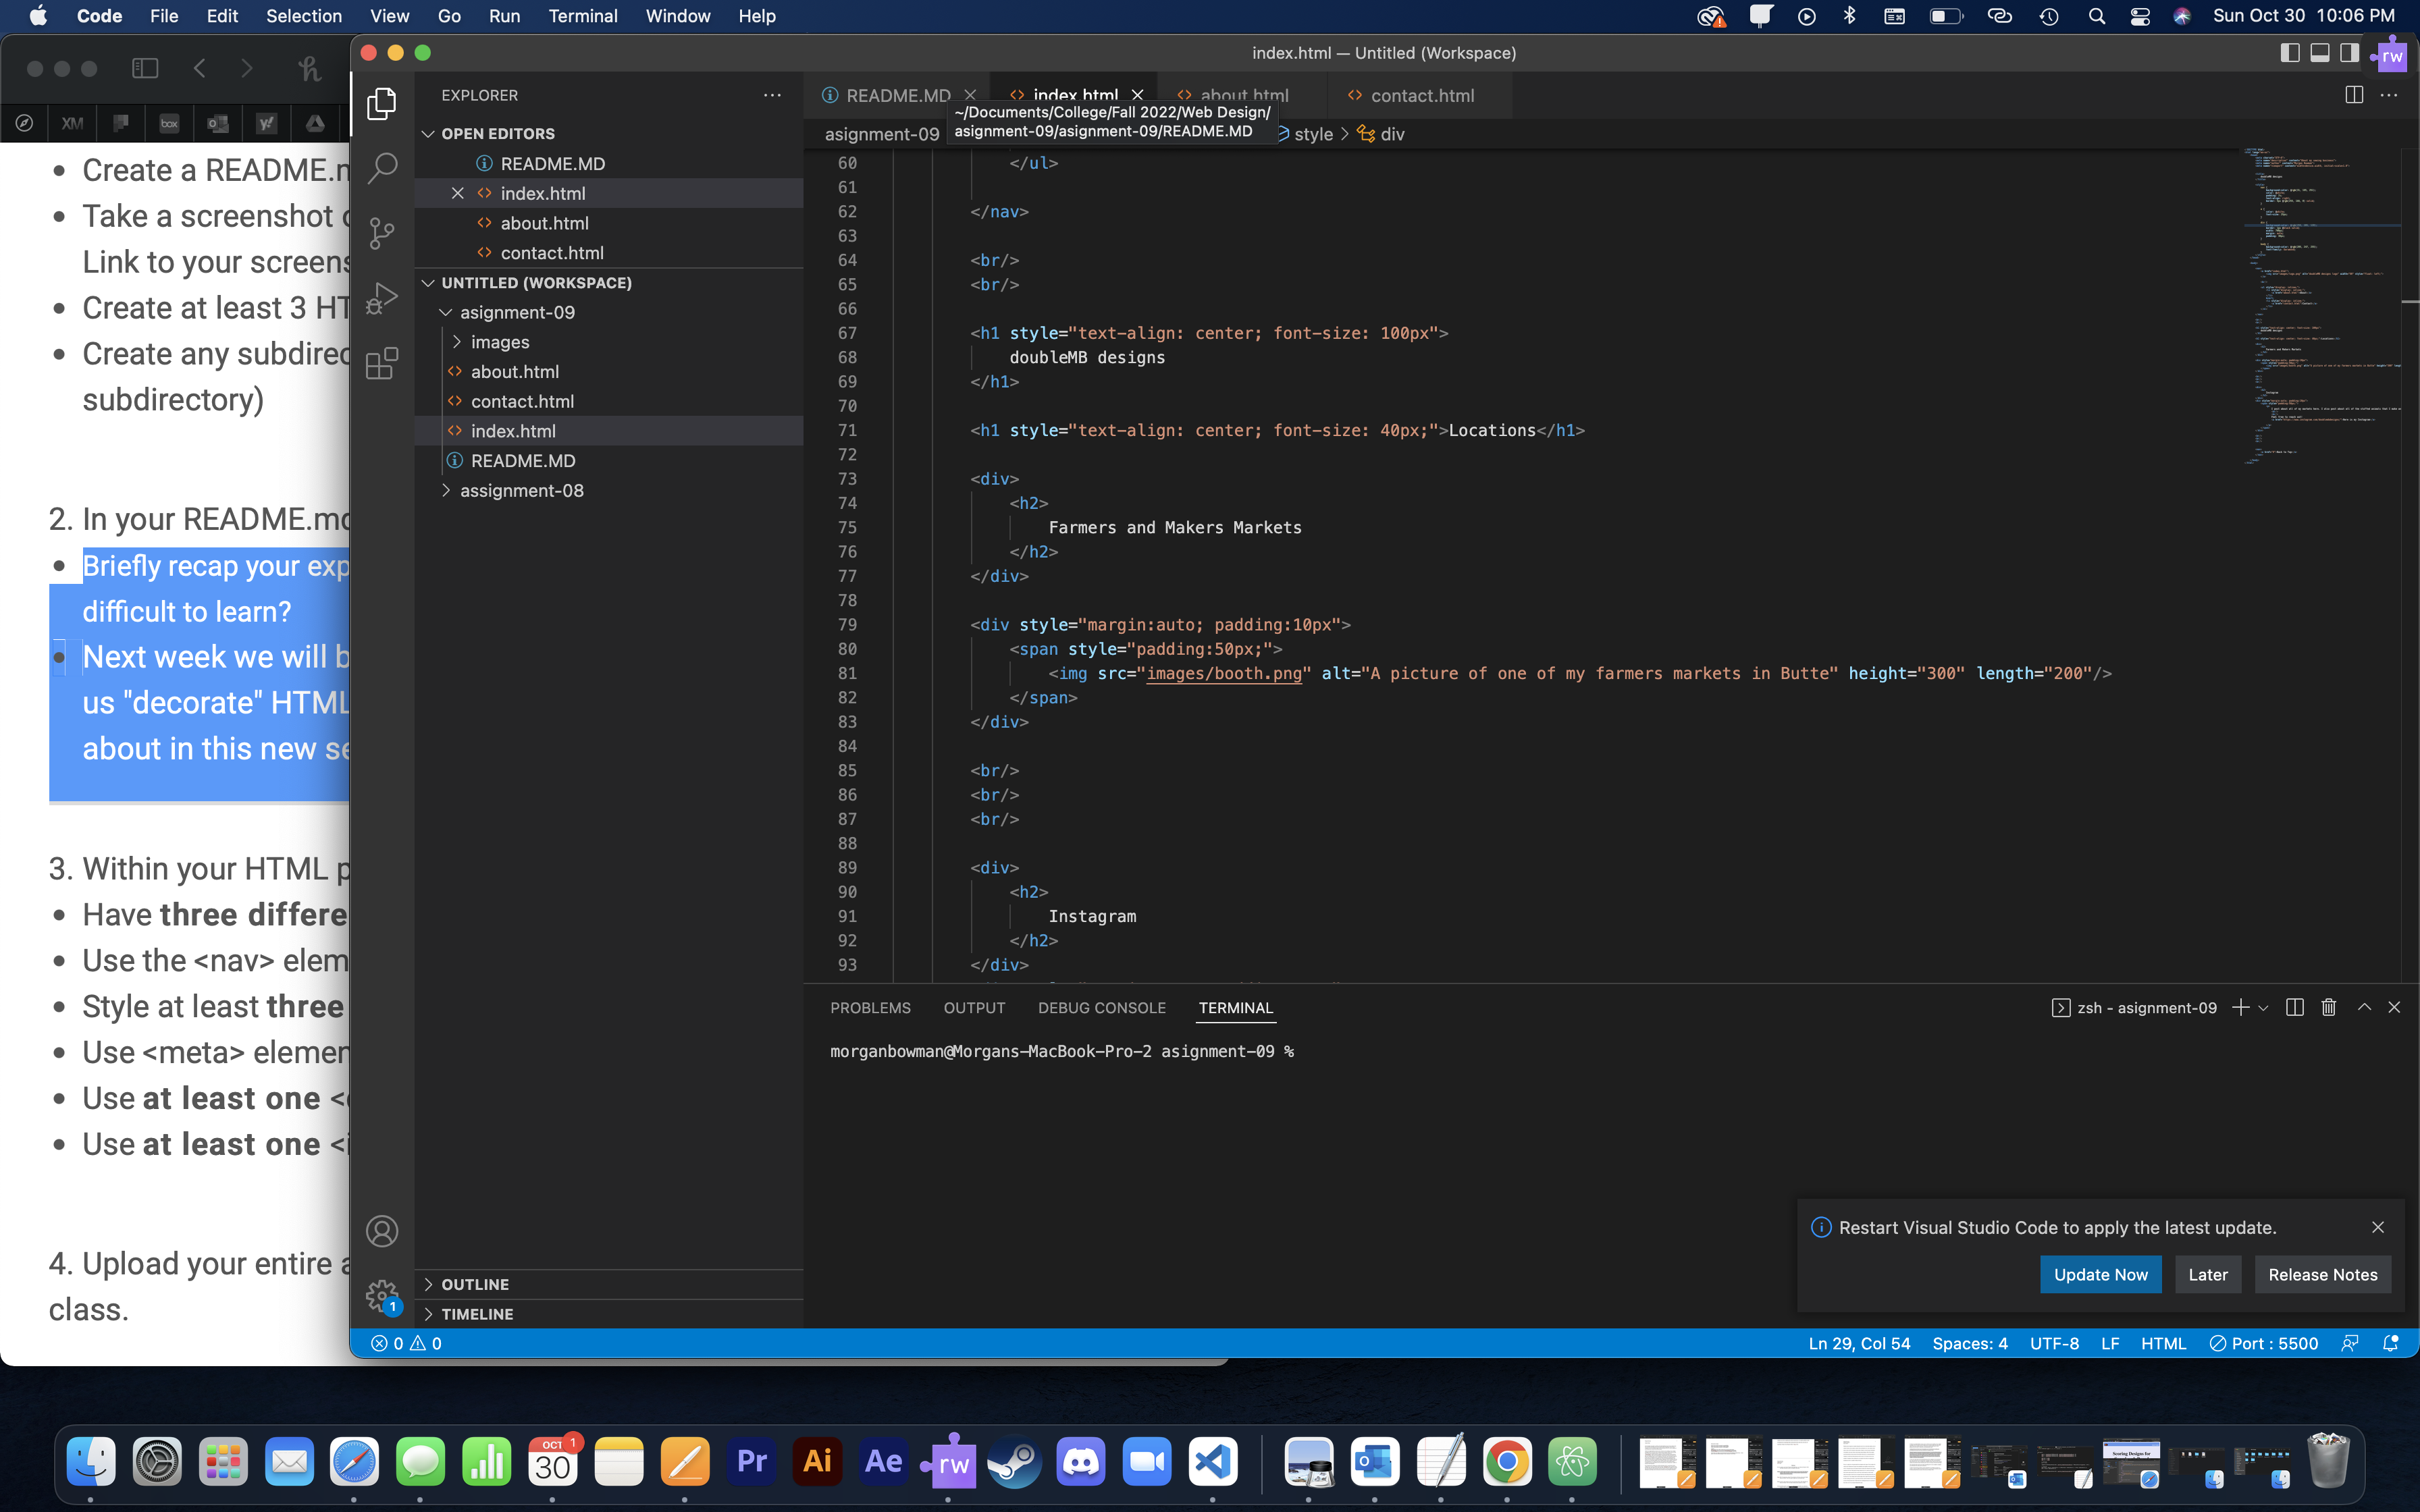 Code File Edit Selection View Go Run Terminal Window Help Sun Oct 30 10:06 PM
index.html — Untitled (Workspace)
rw
XM box y!
Create a README.m
Take a screenshot
Link to your screens
Create at least 3 HT
Create any subdirec
subdirectory)
2. In your README.md
Briefly recap your exp
difficult to learn?
Next week we will b
us "decorate" HTML
about in this new se
3. Within your HTML p
Have three differe
Use the <nav> elem
Style at least three
Use <meta> elemen
Use at least one <
Use at least one <i
4. Upload your entire a
class.
EXPLORER
OPEN EDITORS
README.MD
index.html
about.html
contact.html
UNTITLED (WORKSPACE)
asignment-09
images
about.html
contact.html
index.html
README.MD
assignment-08
OUTLINE
TIMELINE
README.MD index.html about.html contact.html
asignment-09 style div
~/Documents/College/Fall 2022/Web Design/
asignment-09/asignment-09/README.MD
60 </ul>
61
62 </nav>
63
64 <br/>
65 <br/>
66
67 <h1 style="text-align: center; font-size: 100px">
68 doubleMB designs
69 </h1>
70
71 <h1 style="text-align: center; font-size: 40px;">Locations</h1>
72
73 <div>
74 <h2>
75 Farmers and Makers Markets
76 </h2>
77 </div>
78
79 <div style="margin:auto; padding:10px">
80 <span style="padding:50px;">
81 <img src="images/booth.png" alt="A picture of one of my farmers markets in Butte" height="300" length="200"/>
82 </span>
83 </div>
84
85 <br/>
86 <br/>
87 <br/>
88
89 <div>
90 <h2>
91 Instagram
92 </h2>
93 </div>
PROBLEMS OUTPUT DEBUG CONSOLE TERMINAL
zsh - asignment-09
morganbowman@Morgans-MacBook-Pro-2 asignment-09 %
Restart Visual Studio Code to apply the latest update.
Update Now Later Release Notes
1
0 0
Ln 29, Col 54 Spaces: 4 UTF-8 LF HTML Port : 5500
OCT 1
30
Pr Ai Ae rw